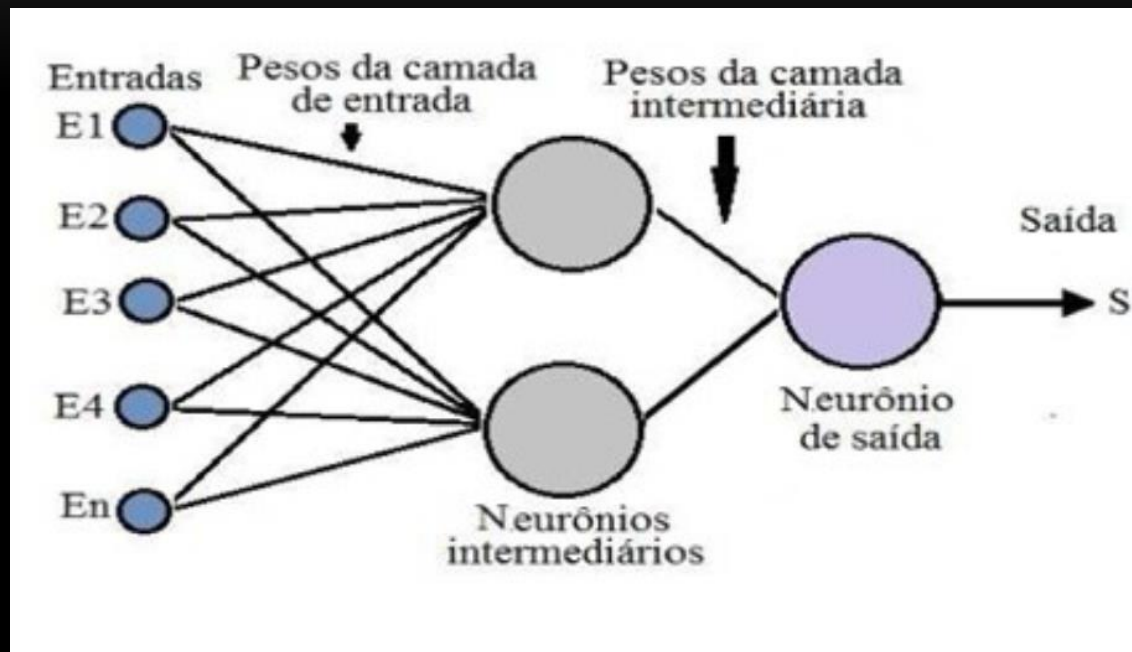 Entradas
Pesos da camada
de entrada
Pesos da camada
intermediária
E1
E2
E3
E4
En
Neurônios
intermediários
Neurônio
de saída
Saída
S